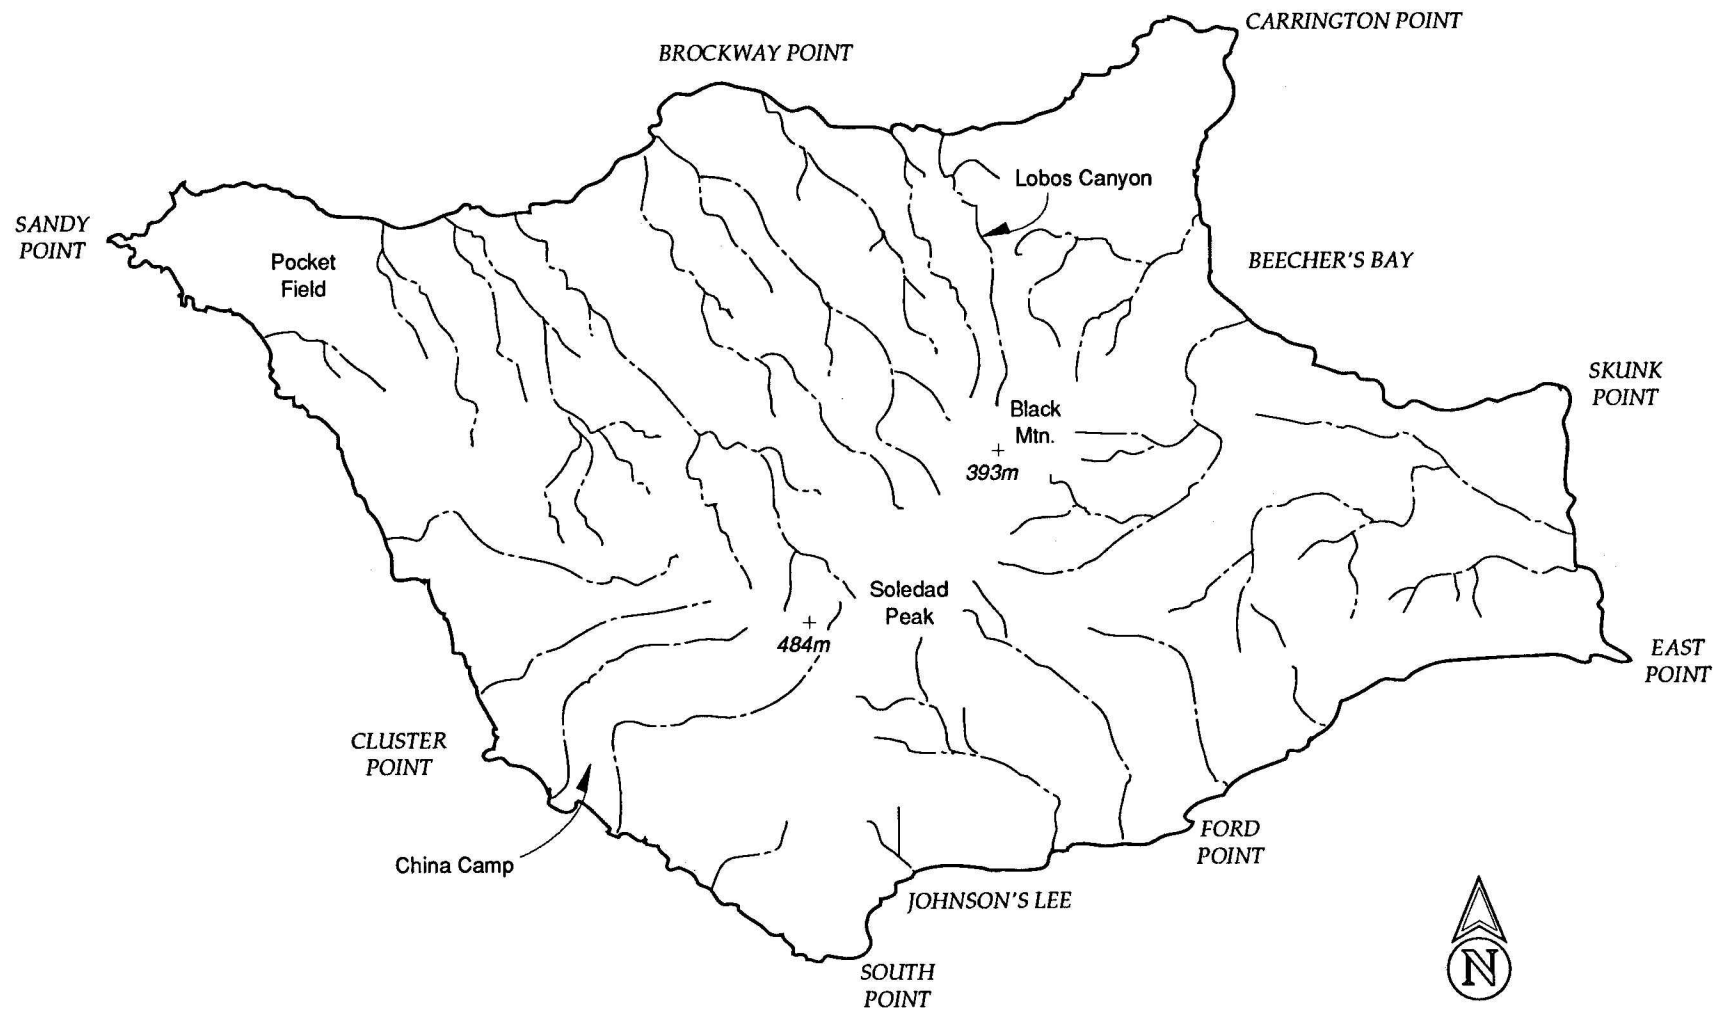 CARRINGTON POINT
BROCKWAY POINT
Lobos Canyon
SANDY
POINT
Pocket
Field
BEECHER'S BAY
SKUNK
POINT
Black
Mtn.
+
393m
Soledad
Peak
+
484m
EAST
POINT
CLUSTER
POINT
China Camp
FORD
POINT
JOHNSON'S LEE
SOUTH
POINT
N